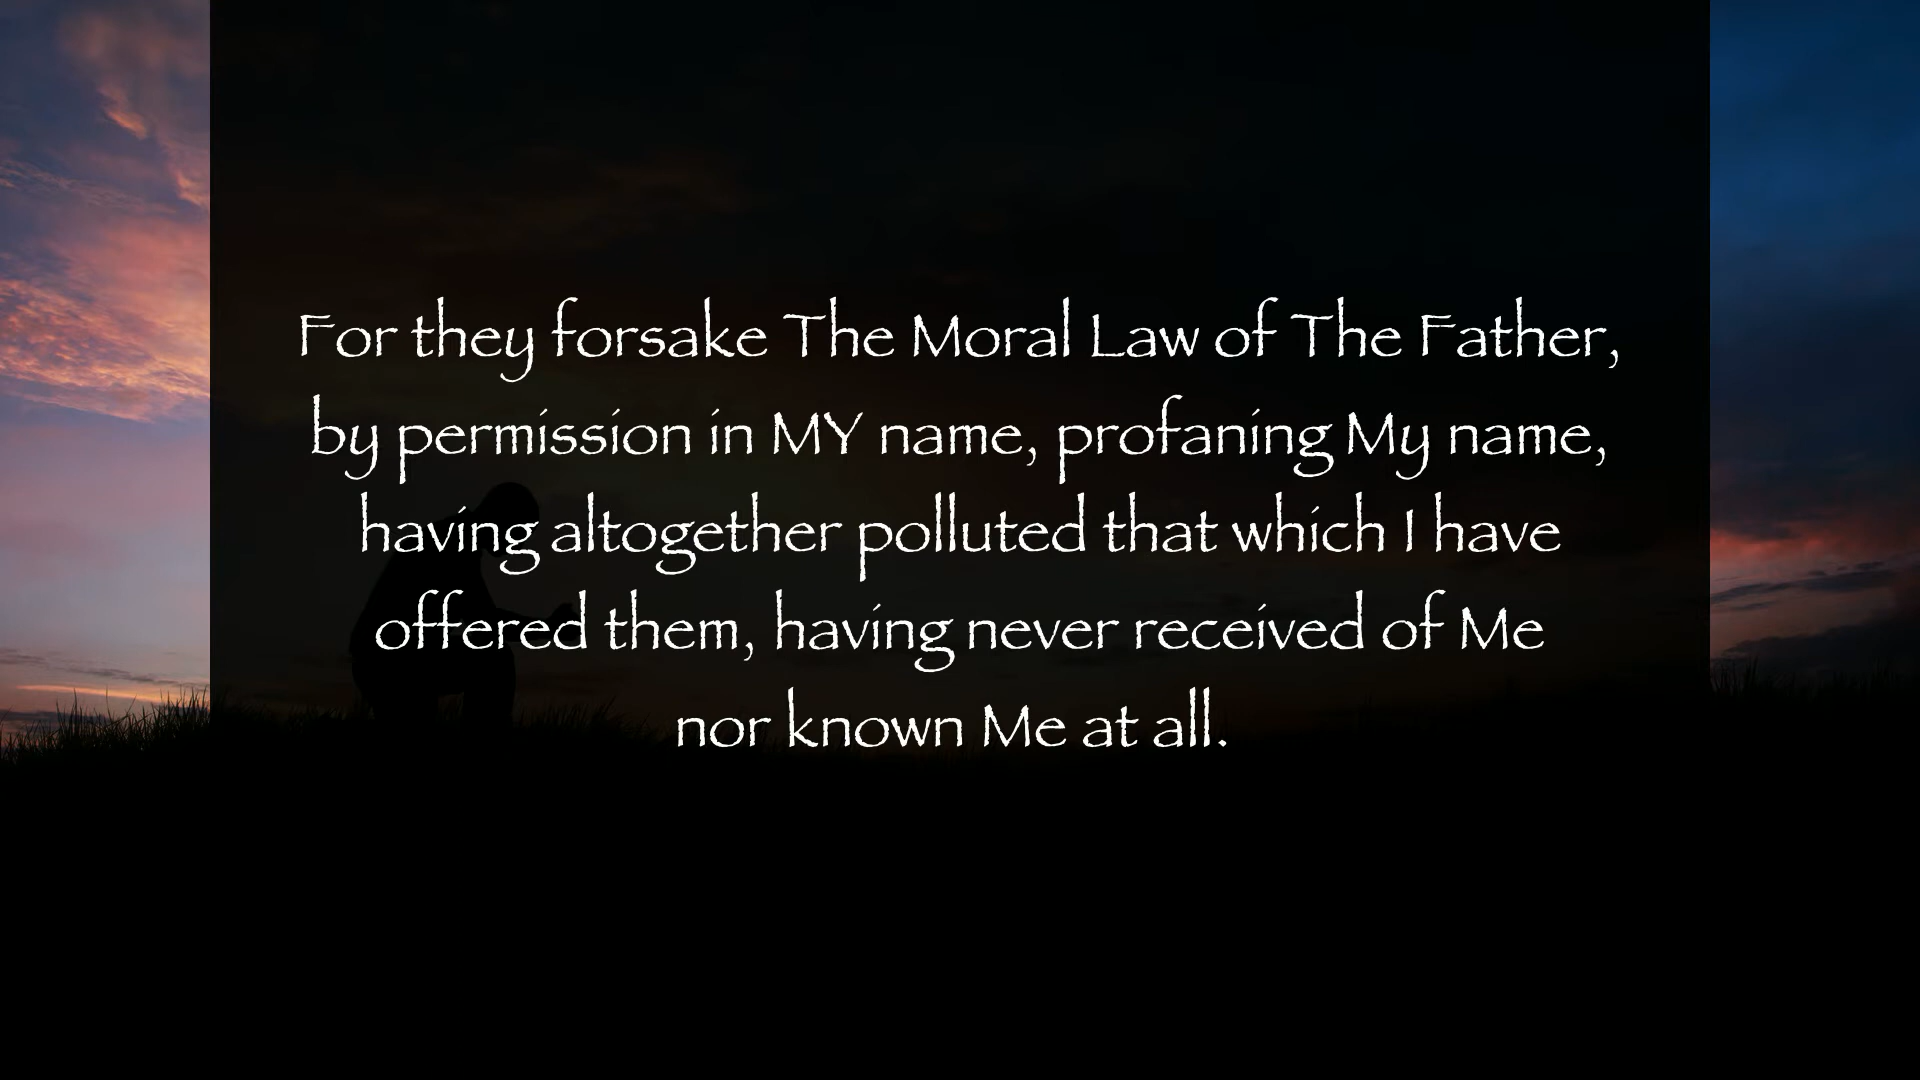 For they forsake The Moral Law of The Father,
by permission in MY name, profaning My name,
having altogether polluted that which I have
offered them, having never received of Me
nor known Me at all.